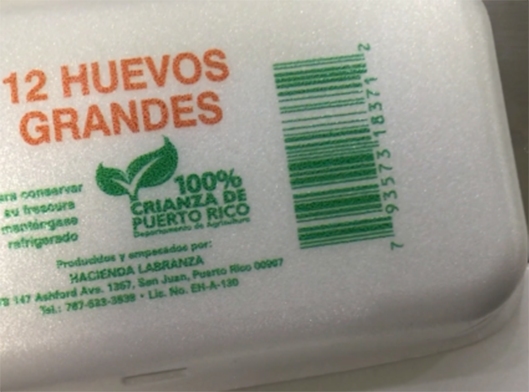 12 HUEVOS
GRANDES
100%
CRIANZA DE
PUERTO RICO
Departamento de Agricultura
ara conservar
su frescura
manténgase
refrigerado
Producidos y empacados por:
HACIENDA LABRANZA
147 Ashford Ave. 1367, San Juan, Puerto Rico 00907
Tel.: 787-523-3838 • Lic. No. EH-A-130
7 93573 18371 2